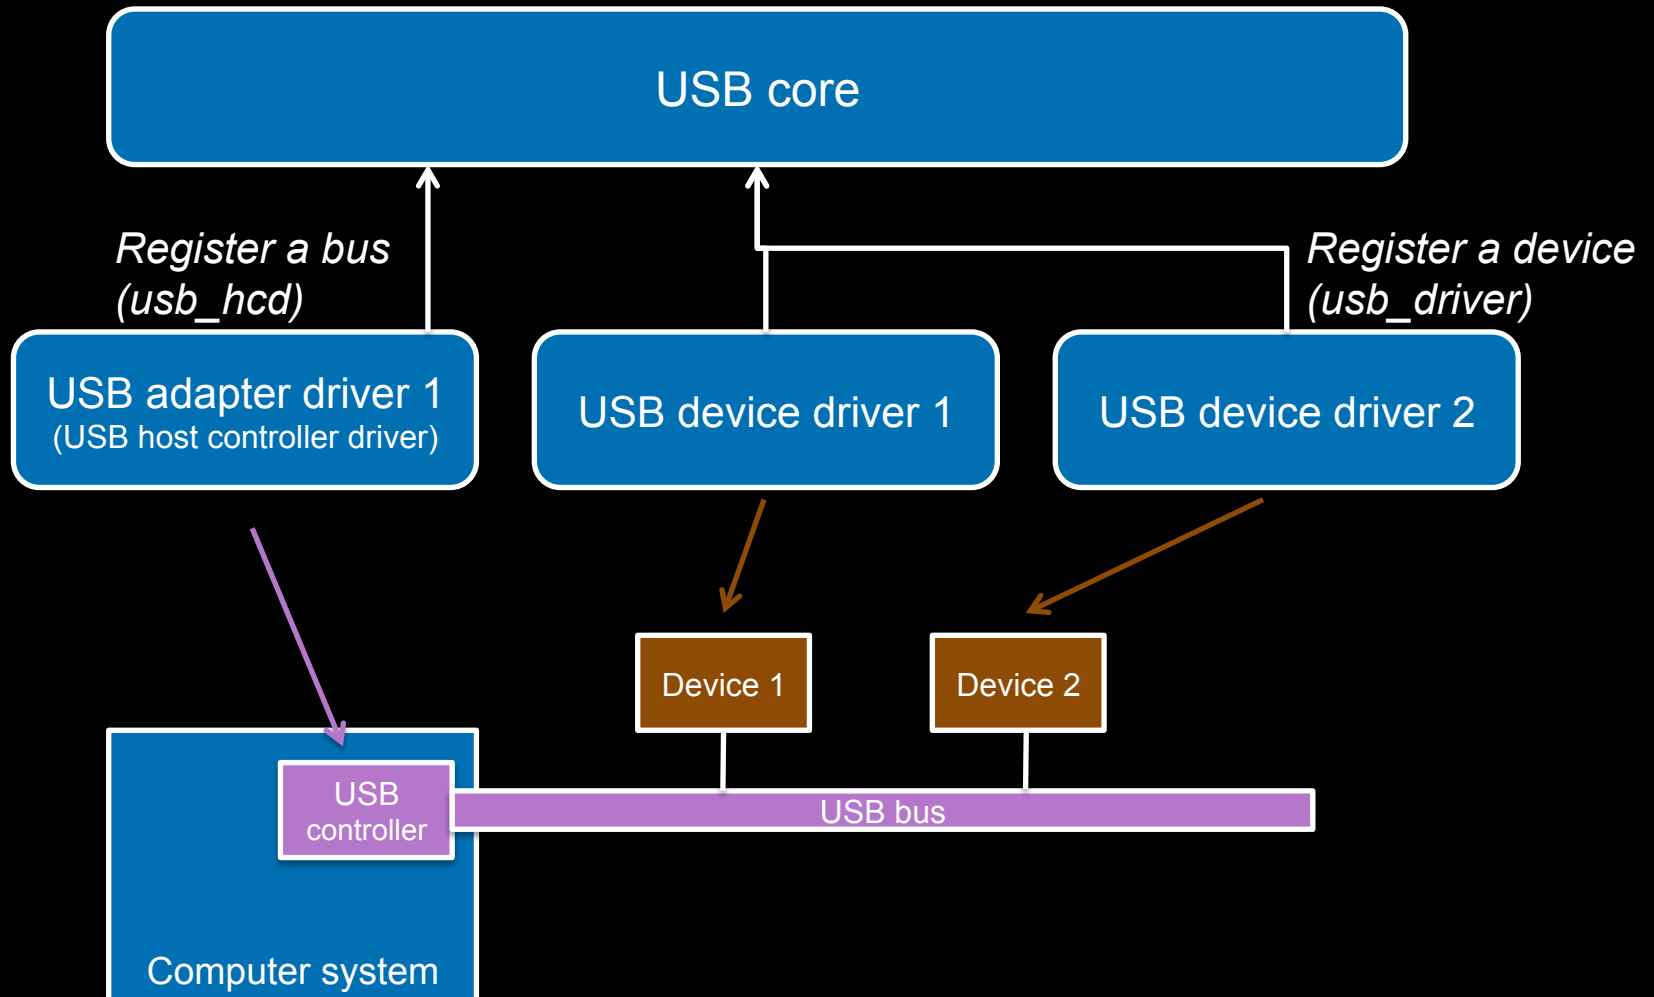 USB core
Register a bus
(usb_hcd)
Register a device
(usb_driver)
USB adapter driver 1
(USB host controller driver)
USB device driver 1
USB device driver 2
Device 1
Device 2
USB
controller
USB bus
Computer system